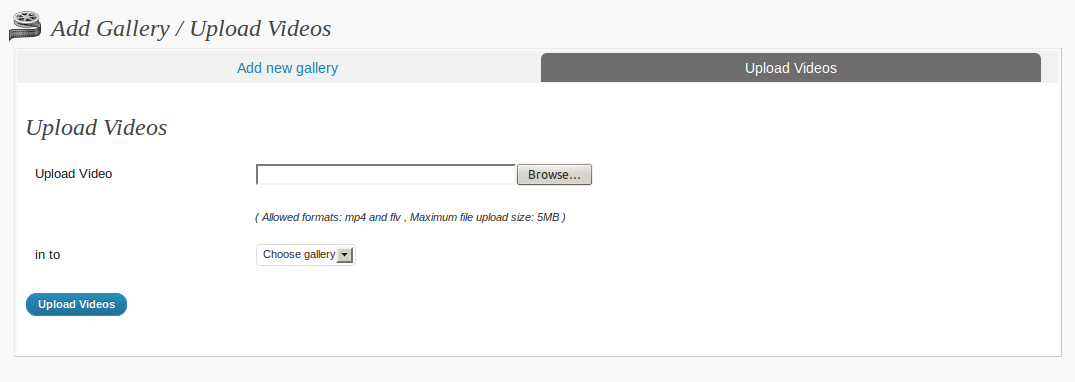 Add Gallery / Upload Videos
Add new gallery
Upload Videos
Upload Videos
Upload Video
Browse...
( Allowed formats: mp4 and flv , Maximum file upload size: 5MB )
in to
Choose gallery
Upload Videos